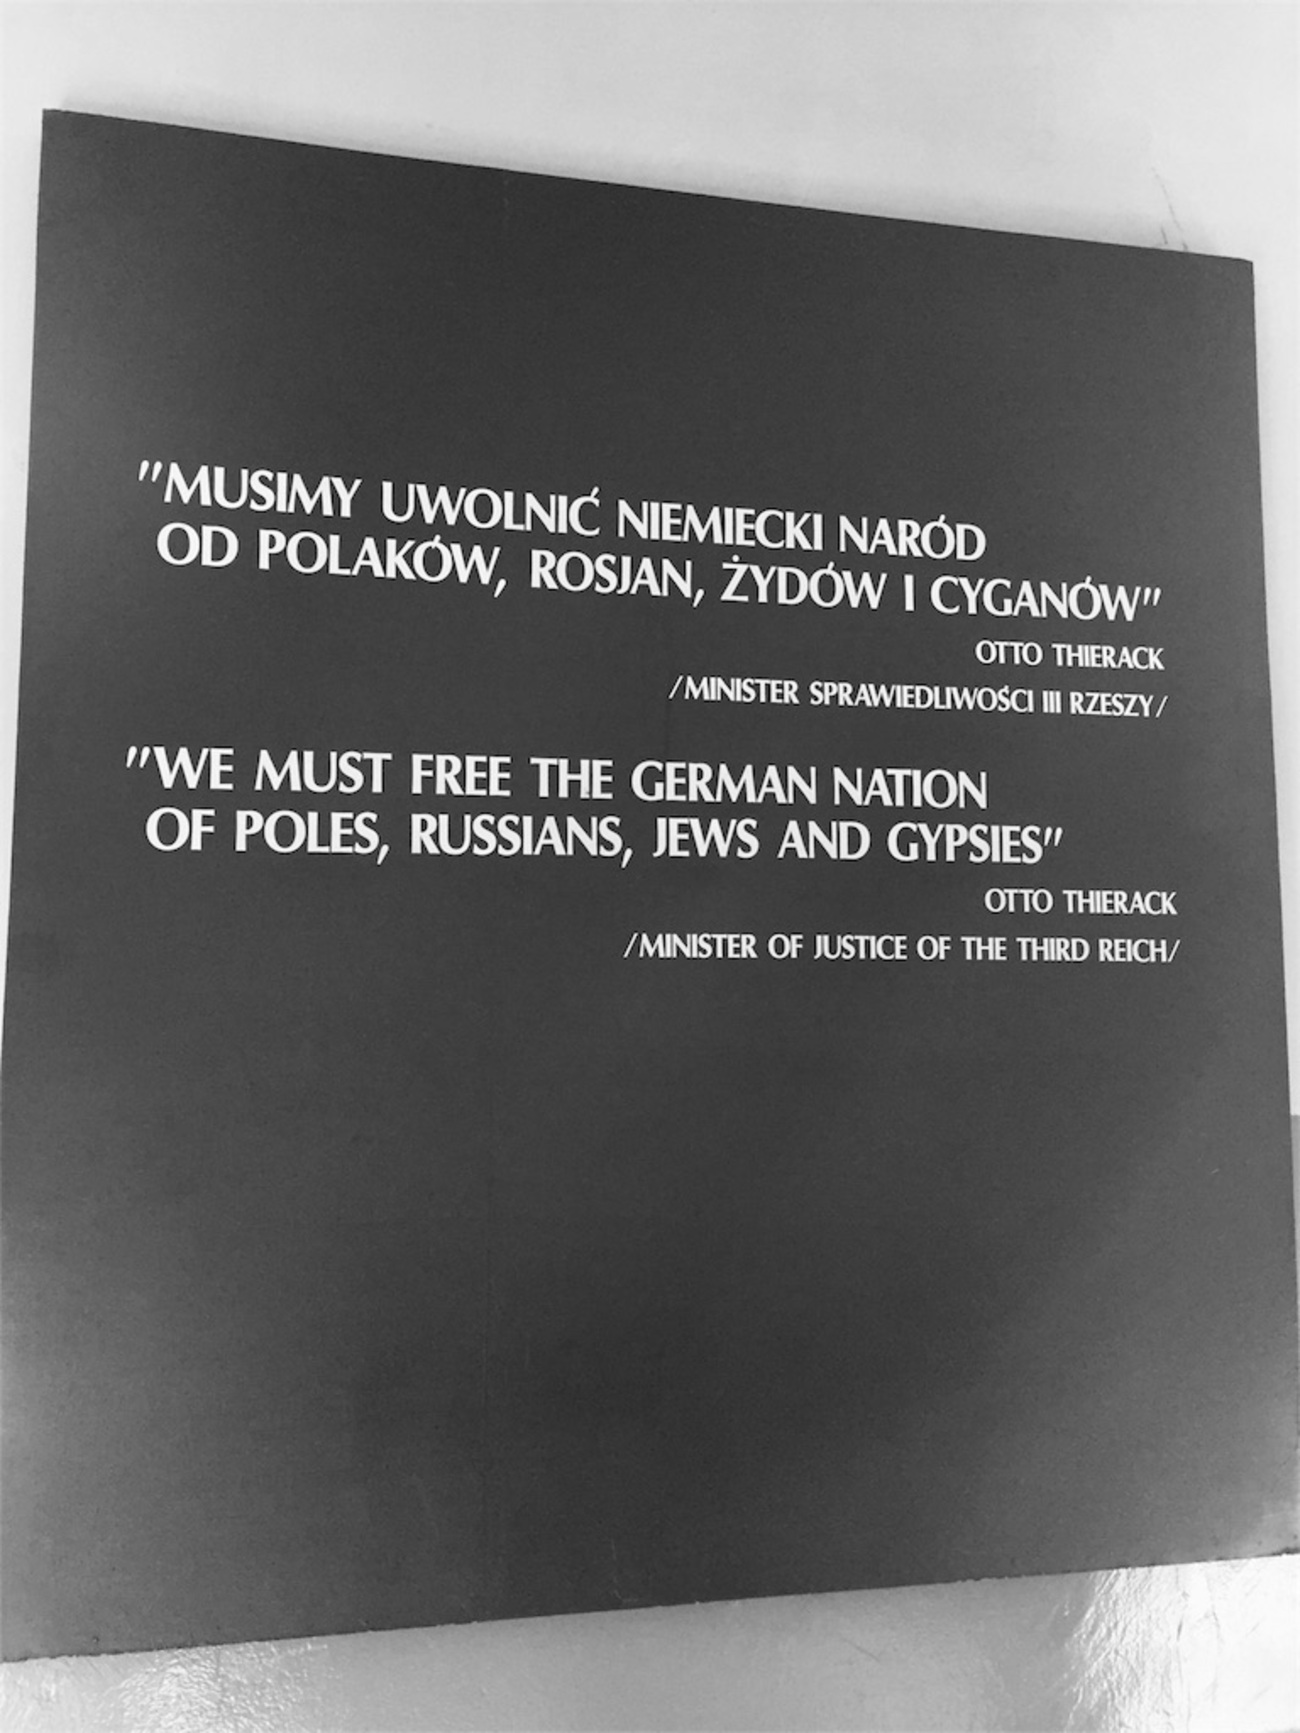 "MUSIMY UWOLNIĆ NIEMIECKI NARÓD
OD POLAKÓW, ROSJAN, ŻYDÓW I CYGANÓW"
OTTO THIERACK
/MINISTER SPRAWIEDLIWOŚCI III RZESZY/
"WE MUST FREE THE GERMAN NATION
OF POLES, RUSSIANS, JEWS AND GYPSIES"
OTTO THIERACK
/MINISTER OF JUSTICE OF THE THIRD REICH/